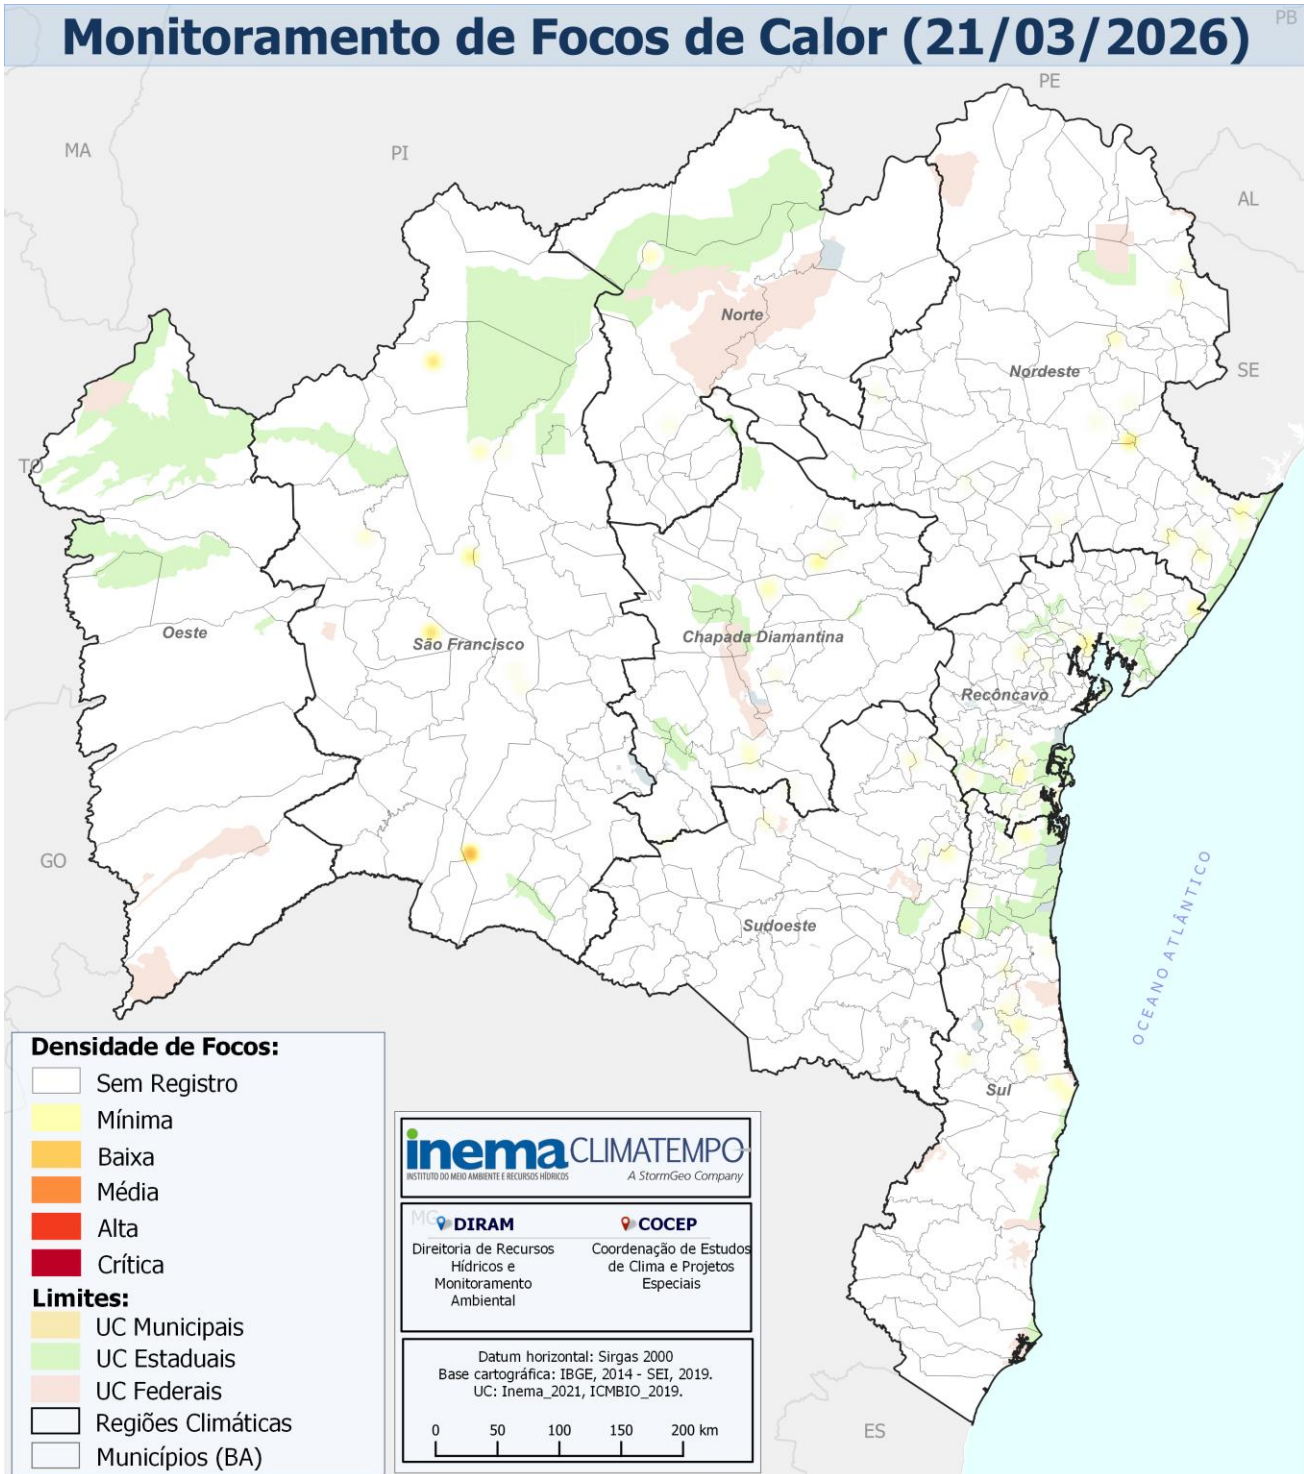 Monitoramento de Focos de Calor (21/03/2026)
PB
PE
MA
PI
AL
Norte
Nordeste
SE
TO
Oeste
São Francisco
Chapada Diamantina
Recôncavo
GO
Sudoeste
OCEANO ATLÂNTICO
Sul
Densidade de Focos:
Sem Registro
Mínima
Baixa
Média
Alta
Crítica
Limites:
UC Municipais
UC Estaduais
UC Federais
Regiões Climáticas
Municípios (BA)
inema
INSTITUTO DO MEIO AMBIENTE E RECURSOS HÍDRICOS
CLIMATEMPO
A StormGeo Company
MG
DIRAM
Direitoria de Recursos
Hídricos e
Monitoramento
Ambiental
COCEP
Coordenação de Estudos
de Clima e Projetos
Especiais
Datum horizontal: Sirgas 2000
Base cartográfica: IBGE, 2014 - SEI, 2019.
UC: Inema_2021, ICMBIO_2019.
0 50 100 150 200 km
ES